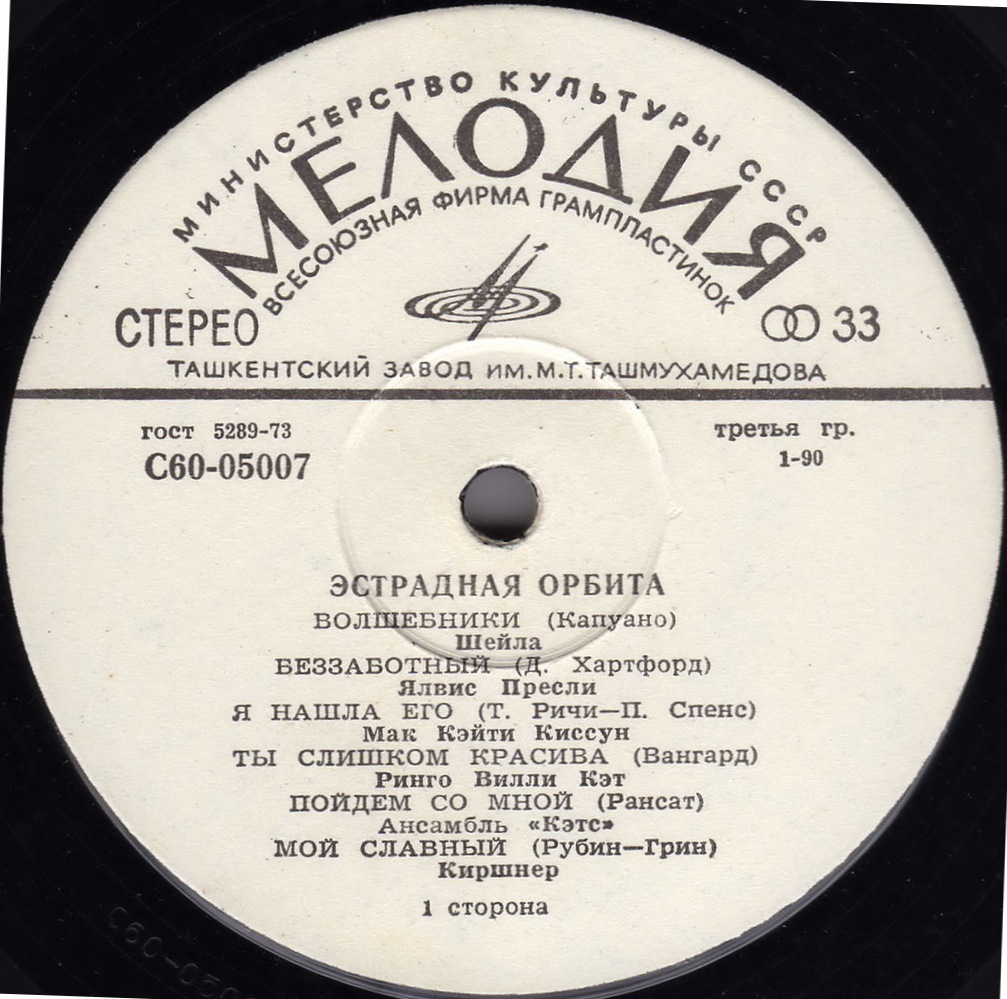 МИНИСТЕРСТВО КУЛЬТУРЫ СССР
МЕЛОДИЯ
ВСЕСОЮЗНАЯ ФИРМА ГРАМПЛАСТИНОК
СТЕРЕО
33
ТАШКЕНТСКИЙ ЗАВОД ИМ. М.Т. ТАШМУХАМЕДОВА
гост 5289-73
третья гр.
С60-05007
1-90
ЭСТРАДНАЯ ОРБИТА
ВОЛШЕБНИКИ (Капуано)
Шейла
БЕЗЗАБОТНЫЙ (Д. Хартфорд)
Ялвис Пресли
Я НАШЛА ЕГО (Т. Ричи—П. Спенс)
Мак Кэйти Киссун
ТЫ СЛИШКОМ КРАСИВА (Вангард)
Ринго Вилли Кэт
ПОЙДЕМ СО МНОЙ (Рансат)
Ансамбль «Кэтс»
МОЙ СЛАВНЫЙ (Рубин—Грин)
Киршнер
1 сторона